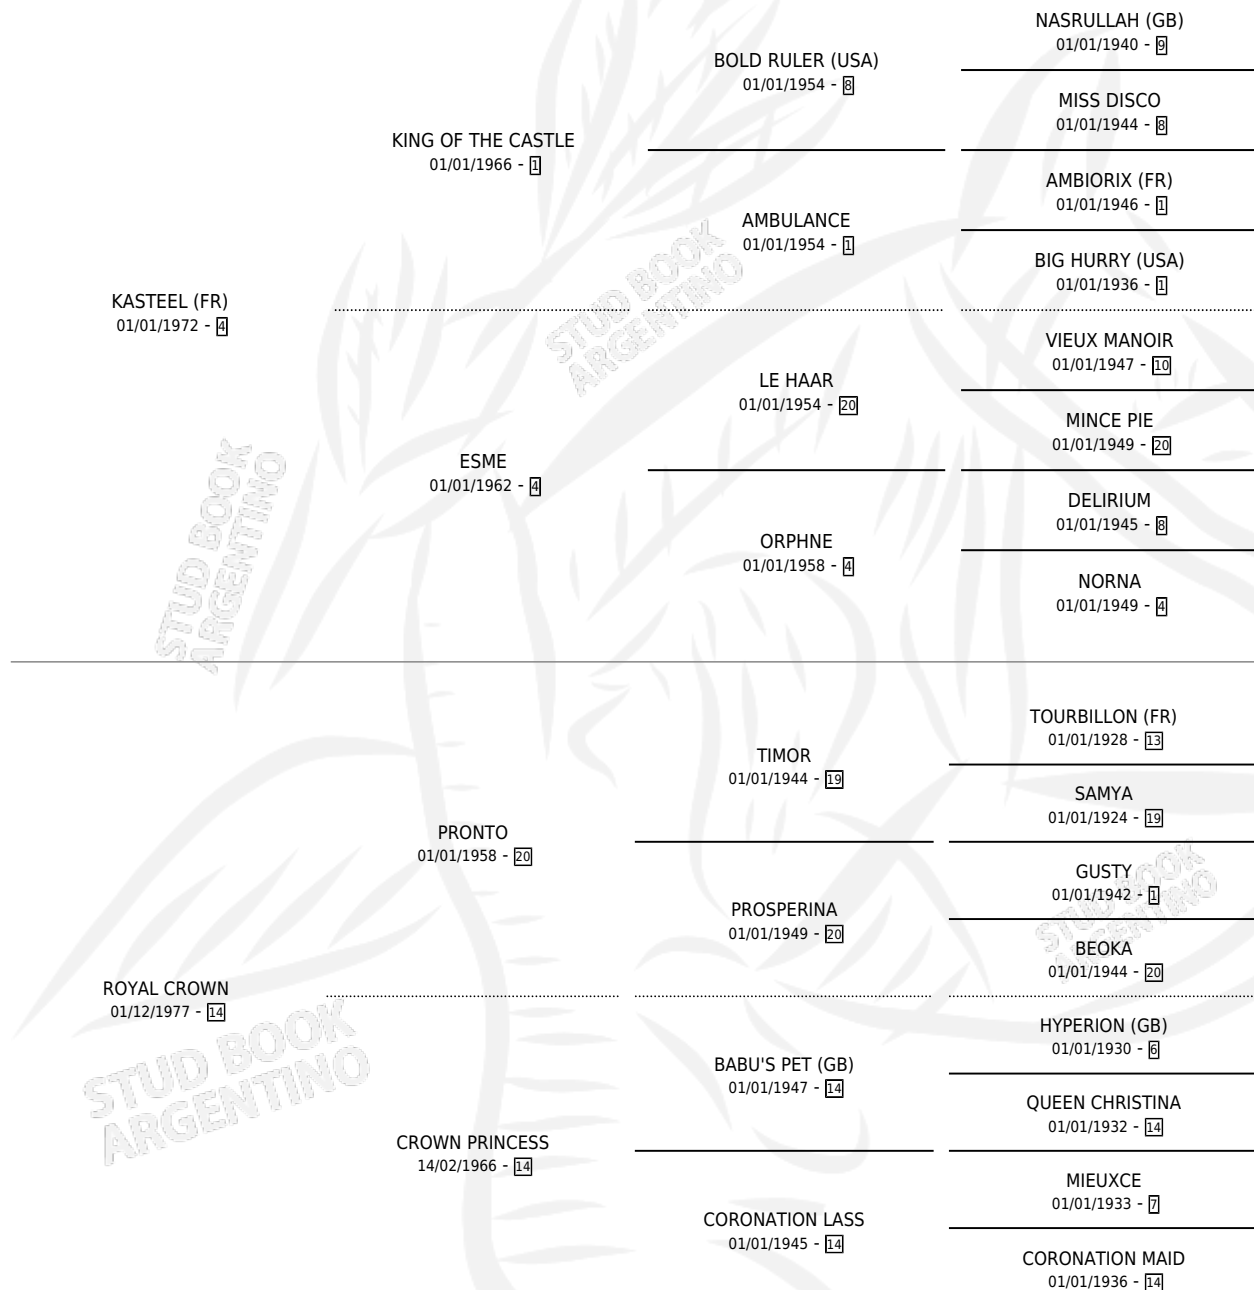 NASRULLAH (GB)
01/01/1940 - 9
BOLD RULER (USA)
01/01/1954 - 8
MISS DISCO
01/01/1944 - 8
KING OF THE CASTLE
01/01/1966 - 1
AMBIORIX (FR)
01/01/1946 - 1
AMBULANCE
01/01/1954 - 1
BIG HURRY (USA)
01/01/1936 - 1
KASTEEL (FR)
01/01/1972 - 4
VIEUX MANOIR
01/01/1947 - 10
LE HAAR
01/01/1954 - 20
MINCE PIE
01/01/1949 - 20
ESME
01/01/1962 - 4
DELIRIUM
01/01/1945 - 8
ORPHNE
01/01/1958 - 4
NORNA
01/01/1949 - 4
TOURBILLON (FR)
01/01/1928 - 13
TIMOR
01/01/1944 - 19
SAMYA
01/01/1924 - 19
PRONTO
01/01/1958 - 20
GUSTY
01/01/1942 - 1
PROSPERINA
01/01/1949 - 20
BEOKA
01/01/1944 - 20
ROYAL CROWN
01/12/1977 - 14
HYPERION (GB)
01/01/1930 - 6
BABU'S PET (GB)
01/01/1947 - 14
QUEEN CHRISTINA
01/01/1932 - 14
CROWN PRINCESS
14/02/1966 - 14
MIEUXCE
01/01/1933 - 7
CORONATION LASS
01/01/1945 - 14
CORONATION MAID
01/01/1936 - 14
STUD BOOK
ARGENTINO
STUD BOOK
ARGENTINO
STUD BOOK
ARGENTINO
STUD BOOK
ARGENTINO